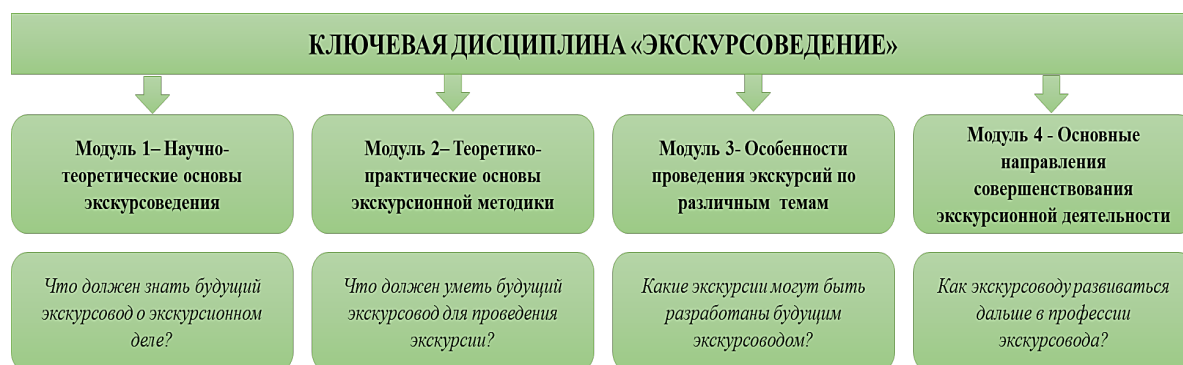 КЛЮЧЕВАЯ ДИСЦИПЛИНА «ЭКСКУРСОВЕДЕНИЕ»
Модуль 1– Научно-
теоретические основы
экскурсоведения
Модуль 2– Теоретико-
практические основы
экскурсионной методики
Модуль 3- Особенности
проведения экскурсий по
различным темам
Модуль 4 - Основные
направления
совершенствования
экскурсионной деятельности
Что должен знать будущий
экскурсовод о экскурсионном
деле?
Что должен уметь будущий
экскурсовод для проведения
экскурсии?
Какие экскурсии могут быть
разработаны будущим
экскурсоводом?
Как экскурсоводу развиваться
дальше в профессии
экскурсовода?